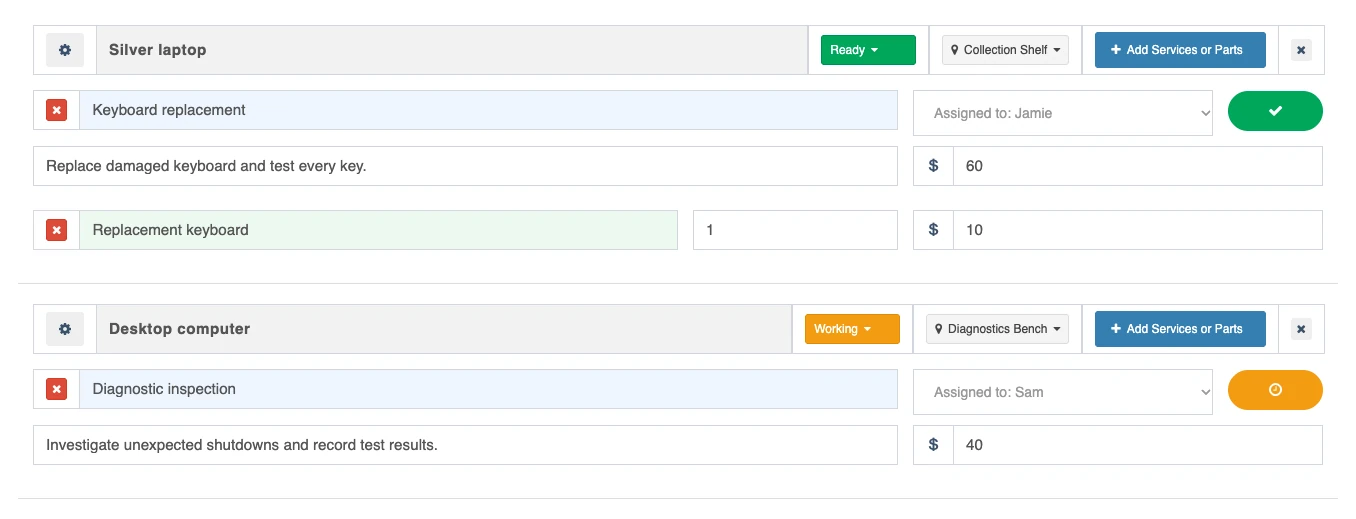 Silver laptop
Ready
Collection Shelf
+ Add Services or Parts
Keyboard replacement
Assigned to: Jamie
Replace damaged keyboard and test every key.
$ 60
Replacement keyboard
1
$ 10
Desktop computer
Working
Diagnostics Bench
+ Add Services or Parts
Diagnostic inspection
Assigned to: Sam
Investigate unexpected shutdowns and record test results.
$ 40